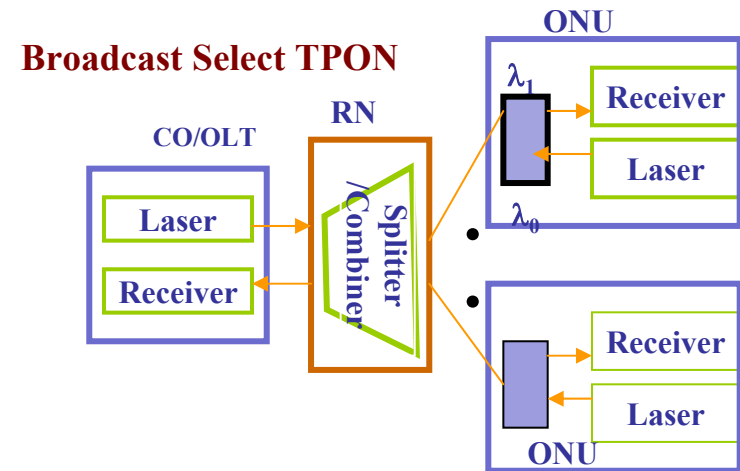 ONU
Broadcast Select TPON
λ1
Receiver
RN
CO/OLT
Laser
Splitter
/Combiner
Laser
λ0
Receiver
Receiver
Laser
ONU